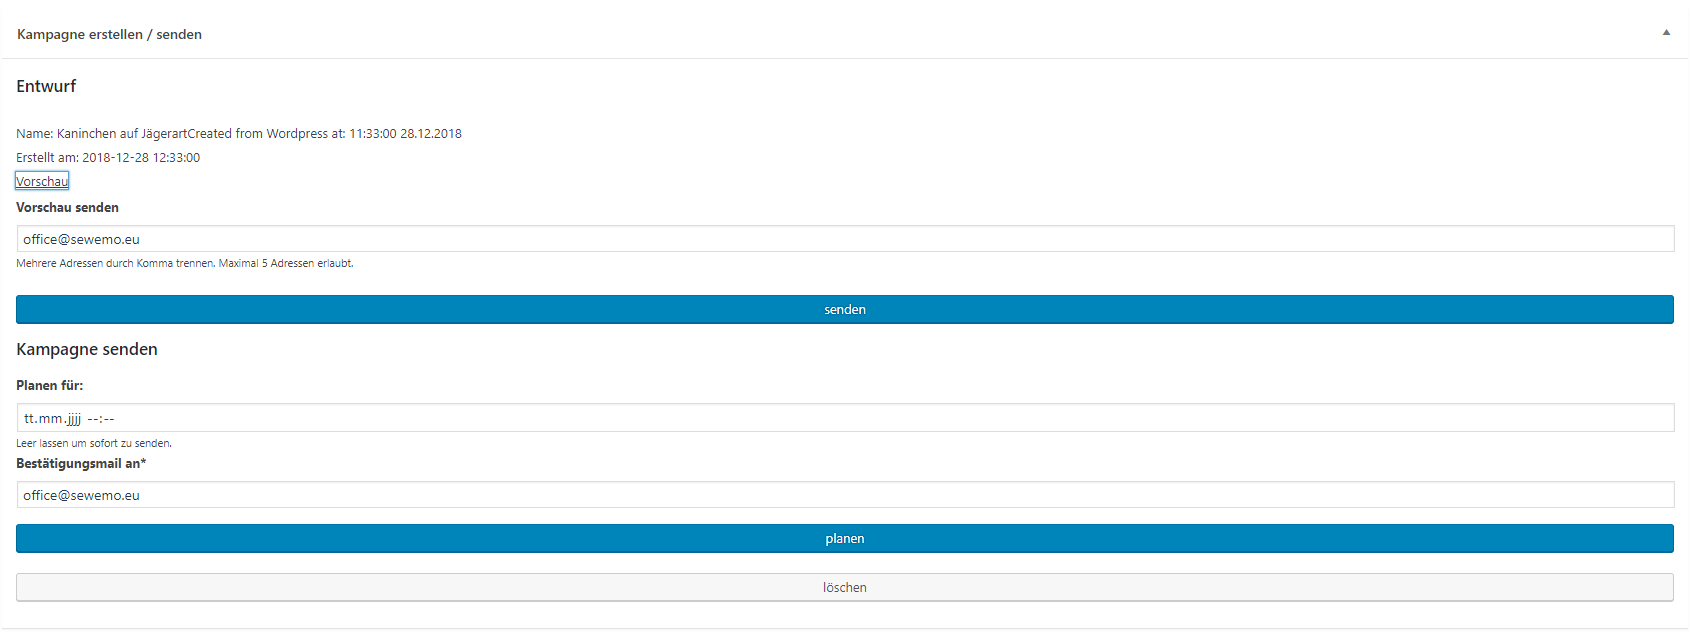 Kampagne erstellen / senden
Entwurf
Name: Kaninchen auf JägerartCreated from Wordpress at: 11:33:00 28.12.2018
Erstellt am: 2018-12-28 12:33:00
Vorschau
Vorschau senden
office@sewemo.eu
Mehrere Adressen durch Komma trennen. Maximal 5 Adressen erlaubt.
senden
Kampagne senden
Planen für:
tt.mm.jjjj --:--
Leer lassen um sofort zu senden.
Bestätigungsmail an*
office@sewemo.eu
planen
löschen